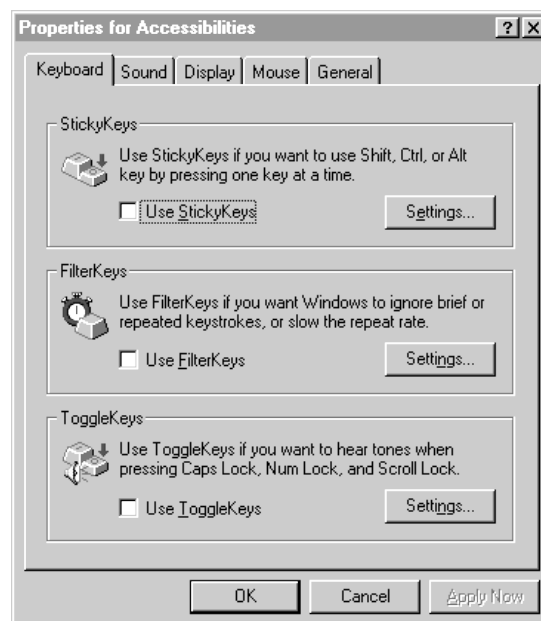 Properties for Accessibilities
Keyboard Sound Display Mouse General
StickyKeys
Use StickyKeys if you want to use Shift, Ctrl, or Alt
key by pressing one key at a time.
Use StickyKeys Settings...
FilterKeys
Use FilterKeys if you want Windows to ignore brief or
repeated keystrokes, or slow the repeat rate.
Use FilterKeys Settings...
ToggleKeys
Use ToggleKeys if you want to hear tones when
pressing Caps Lock, Num Lock, and Scroll Lock.
Use ToggleKeys Settings...
OK Cancel Apply Now